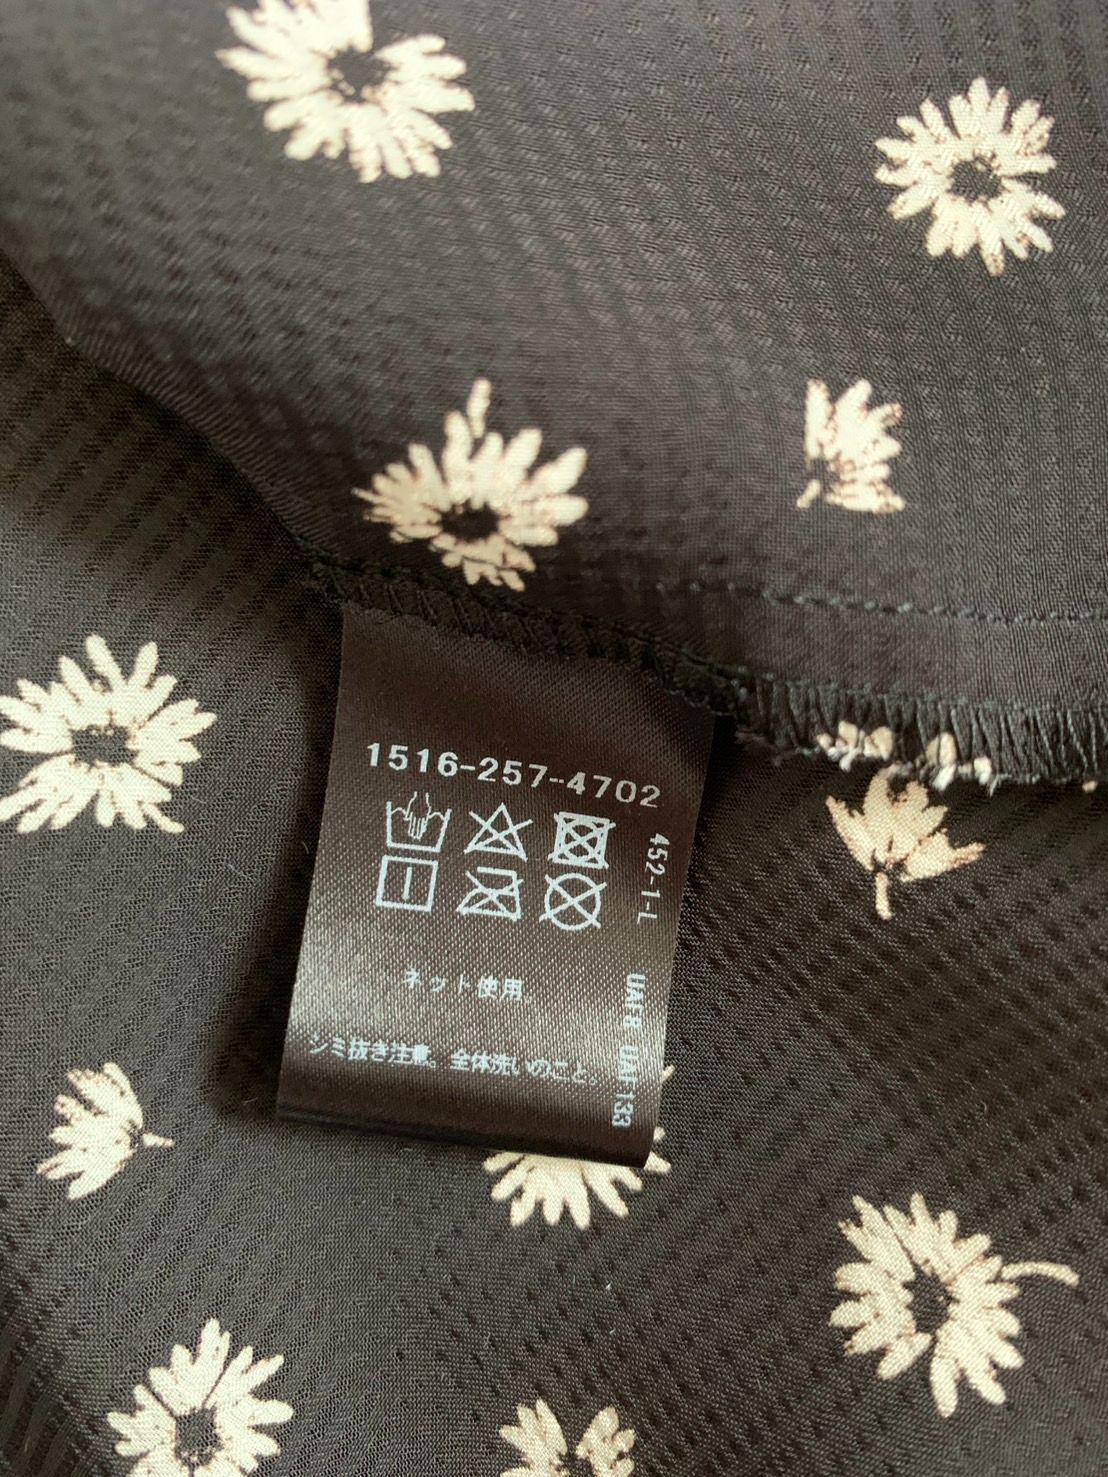 1516-257-4702
452-1-L
ネット使用。
シミ抜き注意。全体洗いのこと。
UAF8 UAF133